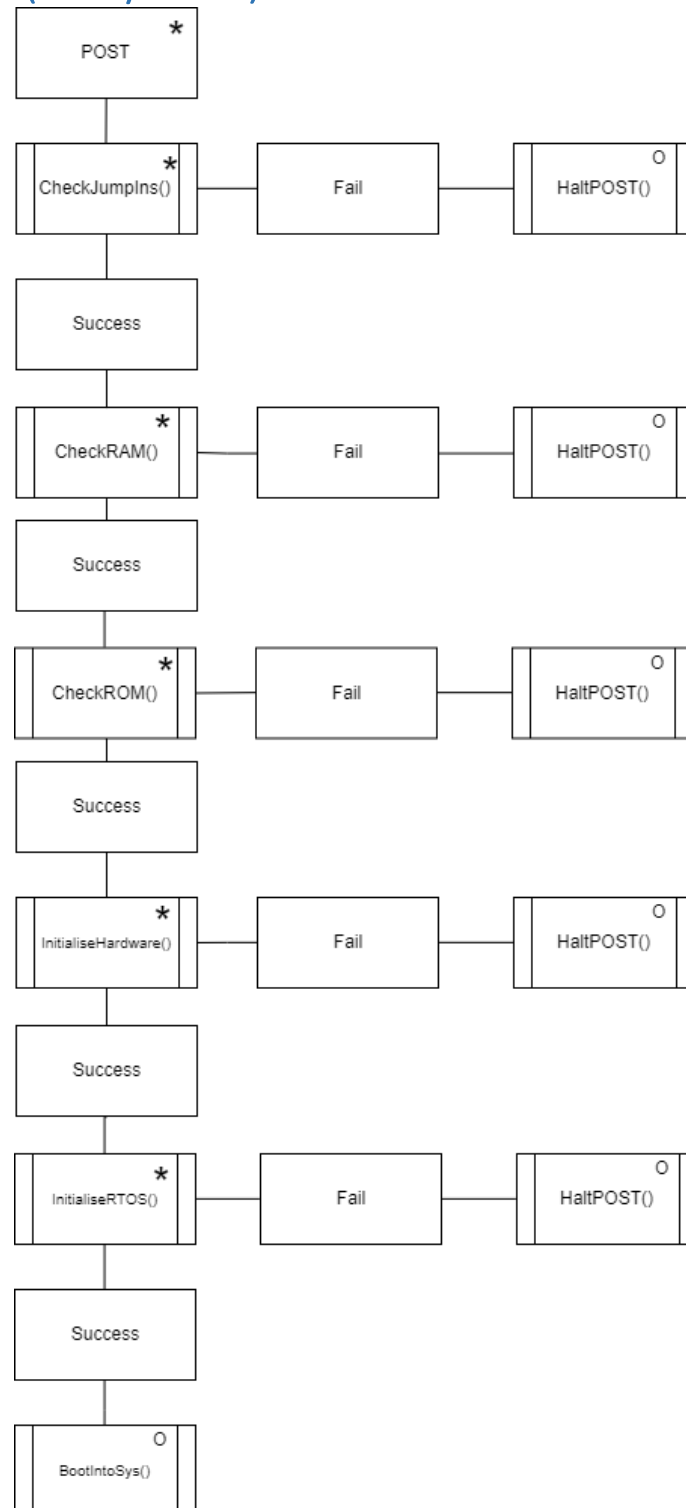 POST *
CheckJumpIns() * Fail HaltPOST() O
Success
CheckRAM() * Fail HaltPOST() O
Success
CheckROM() * Fail HaltPOST() O
Success
InitialiseHardware() * Fail HaltPOST() O
Success
InitialiseRTOS() * Fail HaltPOST() O
Success
BootIntoSys() O